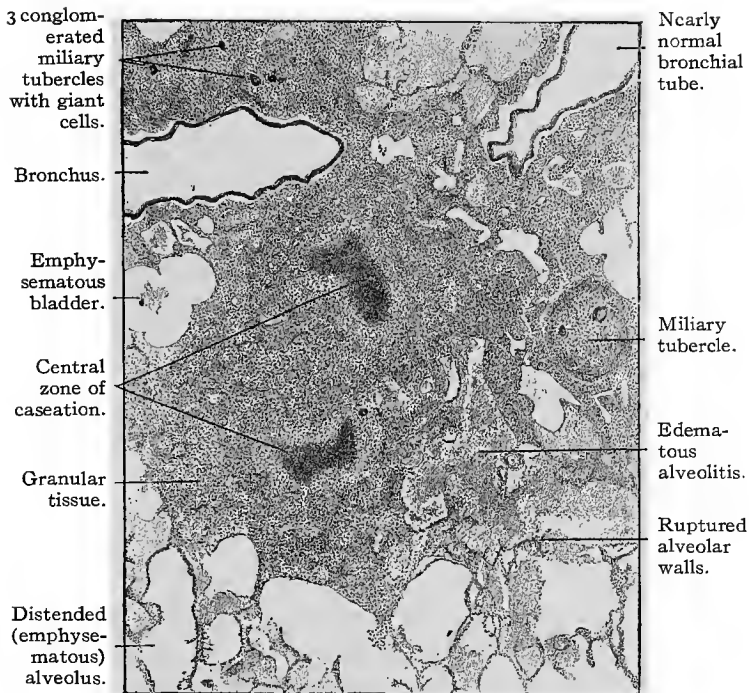 3 conglom-
erated
miliary
tubercles
with giant
cells.
Bronchus.
Emphy-
sematous
bladder.
Central
zone of
caseation.
Granular
tissue.
Distended
(emphyse-
matous)
alveolus.
Nearly
normal
bronchial
tube.
Miliary
tubercle.
Edema-
tous
alveolitis.
Ruptured
alveolar
walls.